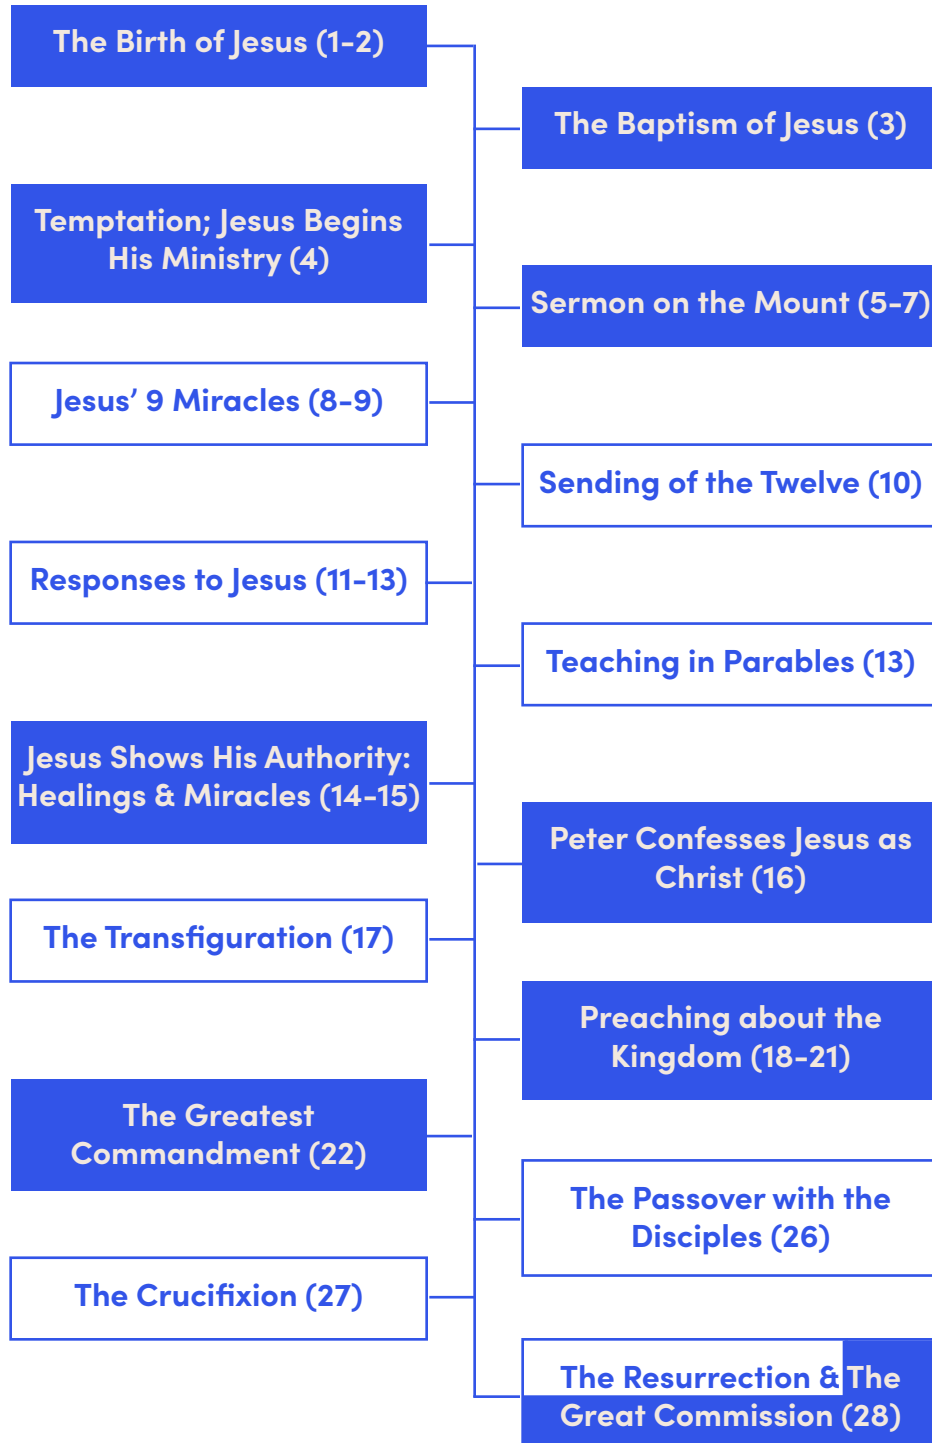 The Birth of Jesus (1-2)
The Baptism of Jesus (3)
Temptation; Jesus Begins
His Ministry (4)
Sermon on the Mount (5-7)
Jesus’ 9 Miracles (8-9)
Sending of the Twelve (10)
Responses to Jesus (11-13)
Teaching in Parables (13)
Jesus Shows His Authority:
Healings & Miracles (14-15)
Peter Confesses Jesus as
Christ (16)
The Transfiguration (17)
Preaching about the
Kingdom (18-21)
The Greatest
Commandment (22)
The Passover with the
Disciples (26)
The Crucifixion (27)
The Resurrection & The
Great Commission (28)